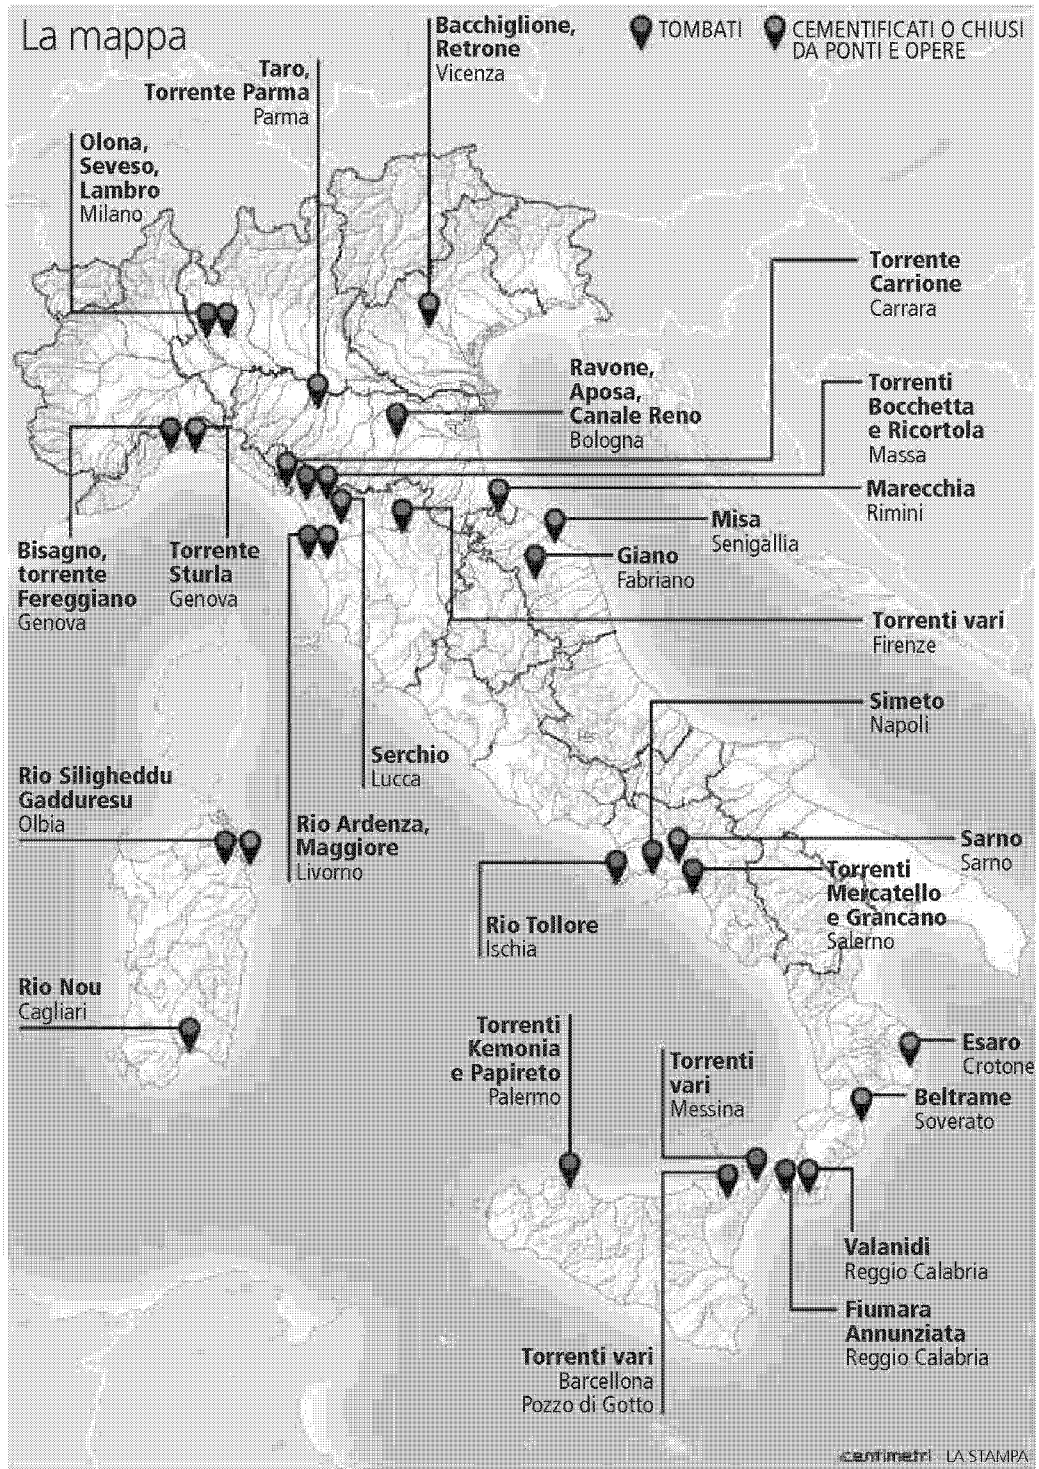 La mappa
TOMBATI
CEMENTIFICATI O CHIUSI
DA PONTI E OPERE
Bacchiglione,
Retrone
Vicenza
Taro,
Torrente Parma
Parma
Olona,
Seveso,
Lambro
Milano
Torrente
Carrione
Carrara
Ravone,
Aposa,
Canale Reno
Bologna
Torrenti
Bocchetta
e Ricortola
Massa
Marecchia
Rimini
Misa
Senigallia
Giano
Fabriano
Bisagno,
torrente
Fereggiano
Genova
Torrente
Sturla
Genova
Torrenti vari
Firenze
Simeto
Napoli
Serchio
Lucca
Rio Siligheddu
Gadduresu
Olbia
Rio Ardenza,
Maggiore
Livorno
Sarno
Sarno
Torrenti
Mercatello
e Grancano
Salerno
Rio Tollore
Ischia
Rio Nou
Cagliari
Torrenti
Kemonia
e Papireto
Palermo
Torrenti
vari
Messina
Esaro
Crotone
Beltrame
Soverato
Valanidi
Reggio Calabria
Fiumara
Annunziata
Reggio Calabria
Torrenti vari
Barcellona
Pozzo di Gotto
centimetri LA STAMPA